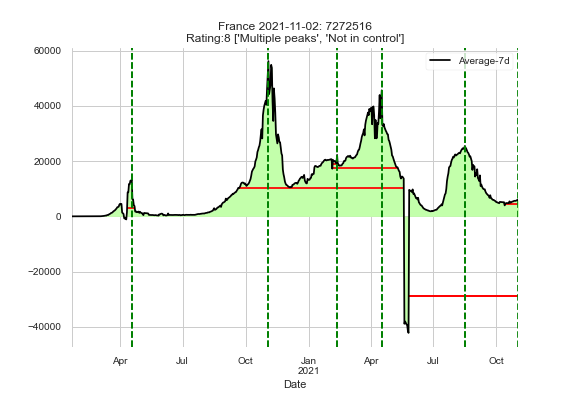 France 2021-11-02: 7272516
Rating:8 ['Multiple peaks', 'Not in control']
Average-7d
60000
40000
20000
0
−20000
−40000
Apr
Jul
Oct
Jan
2021
Apr
Jul
Oct
Date